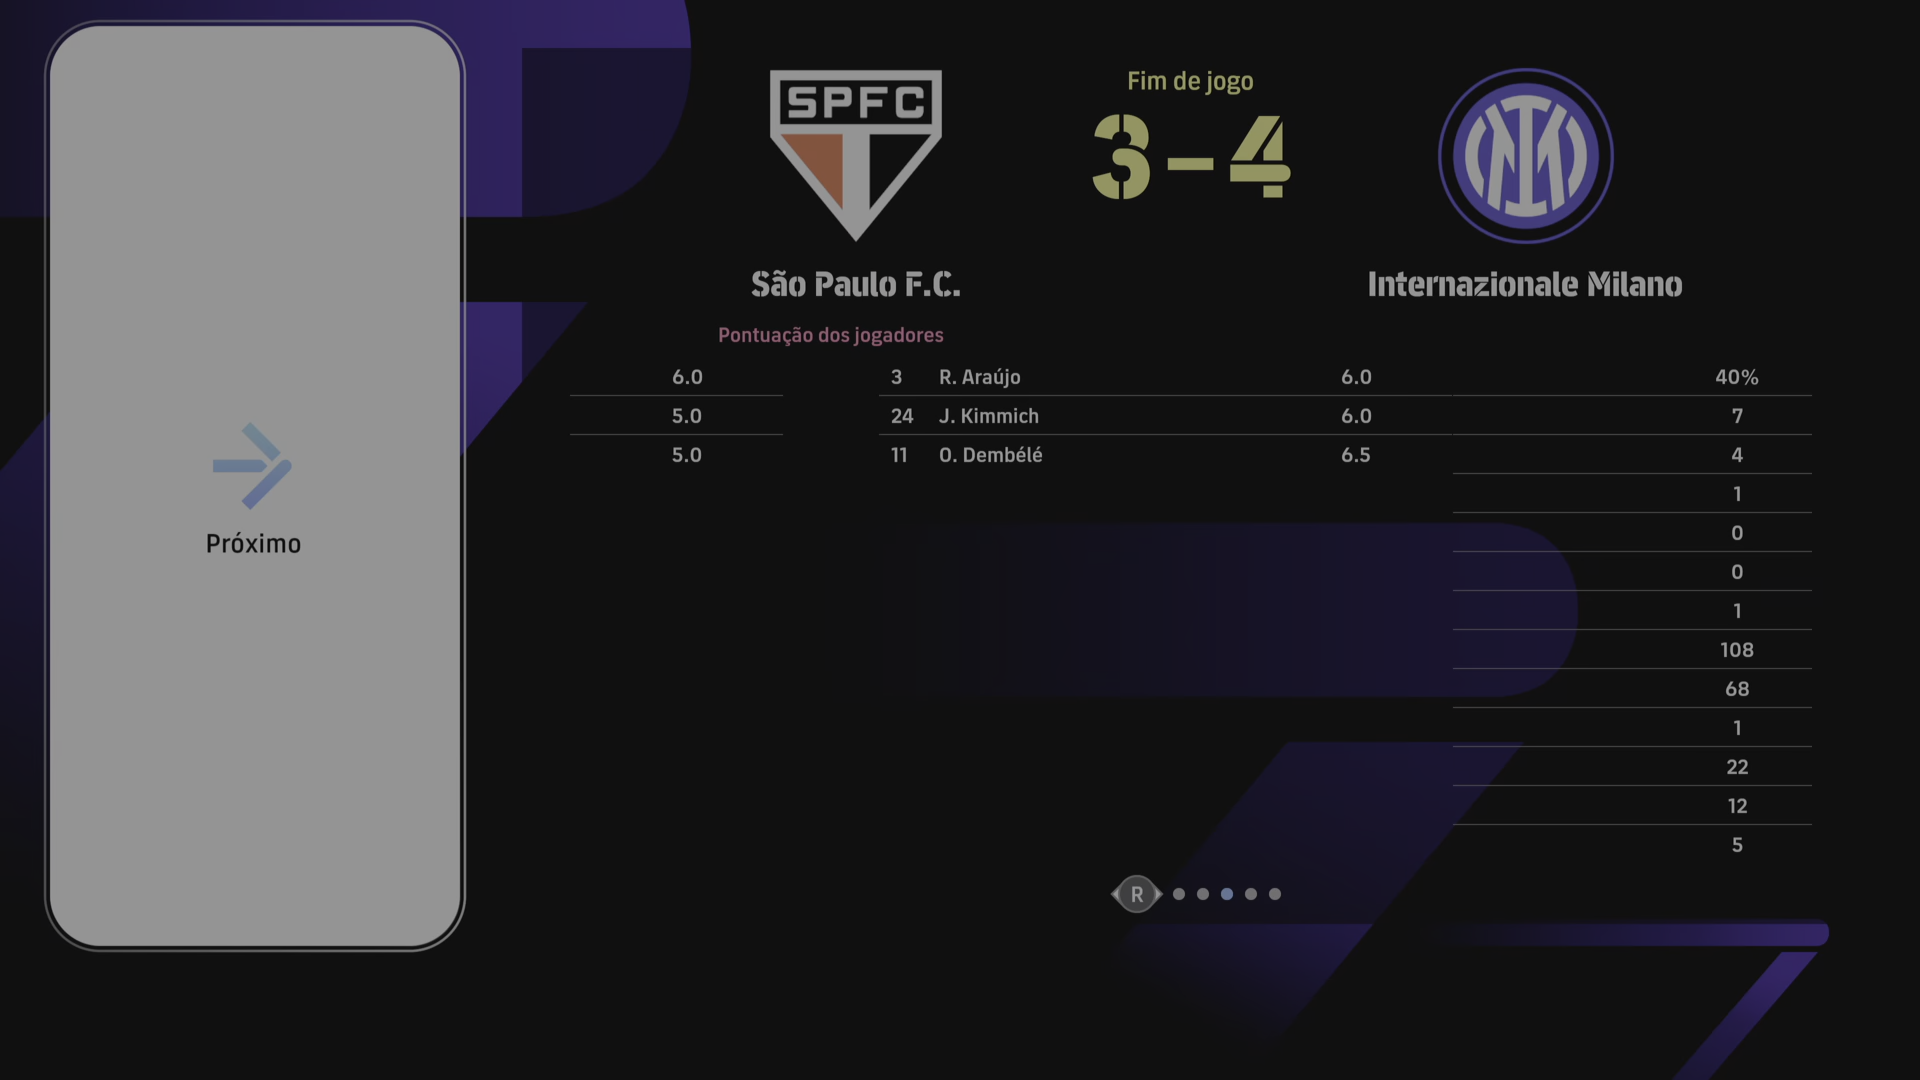 SPFC
Fim de jogo
3-4
São Paulo F.C.
Internazionale Milano
Pontuação dos jogadores
6.0 3 R. Araújo 6.0 40%
5.0 24 J. Kimmich 6.0 7
5.0 11 O. Dembélé 6.5 4
1
0
0
1
108
68
1
22
12
5
Próximo
R